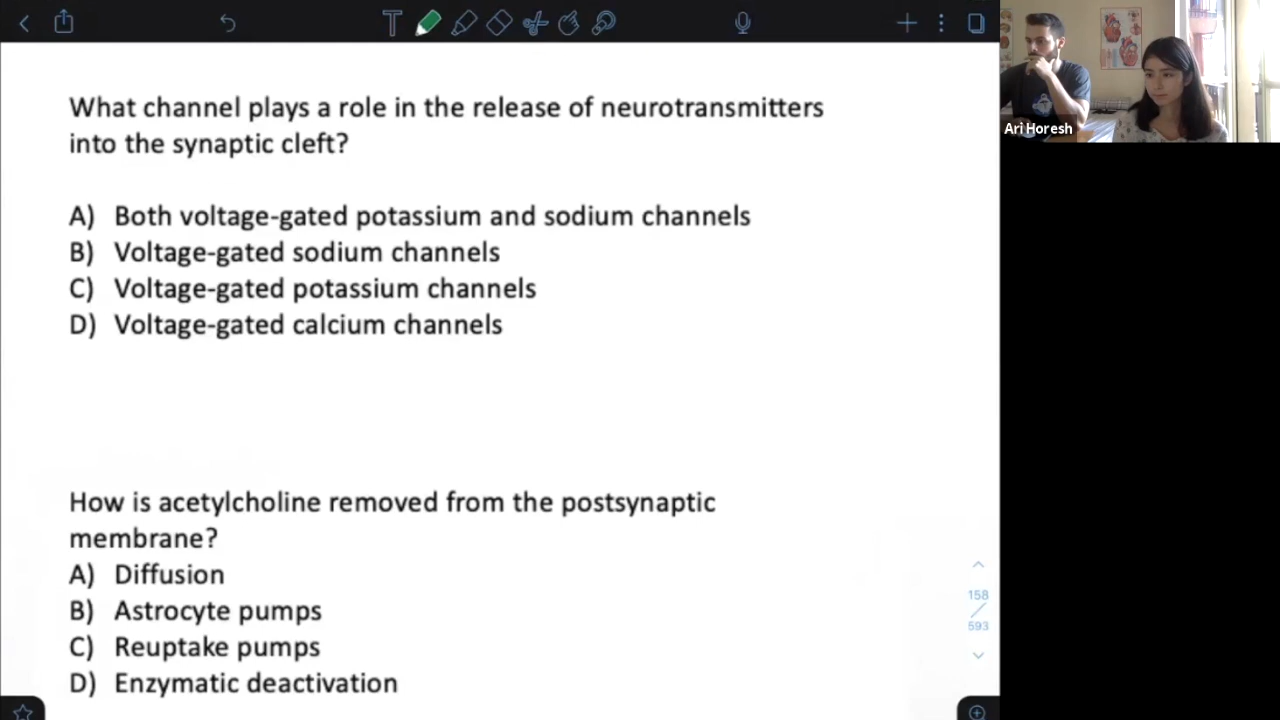 What channel plays a role in the release of neurotransmitters
into the synaptic cleft?
A) Both voltage-gated potassium and sodium channels
B) Voltage-gated sodium channels
C) Voltage-gated potassium channels
D) Voltage-gated calcium channels
How is acetylcholine removed from the postsynaptic
membrane?
A) Diffusion
B) Astrocyte pumps
C) Reuptake pumps
D) Enzymatic deactivation
158
593
Ari Horesh